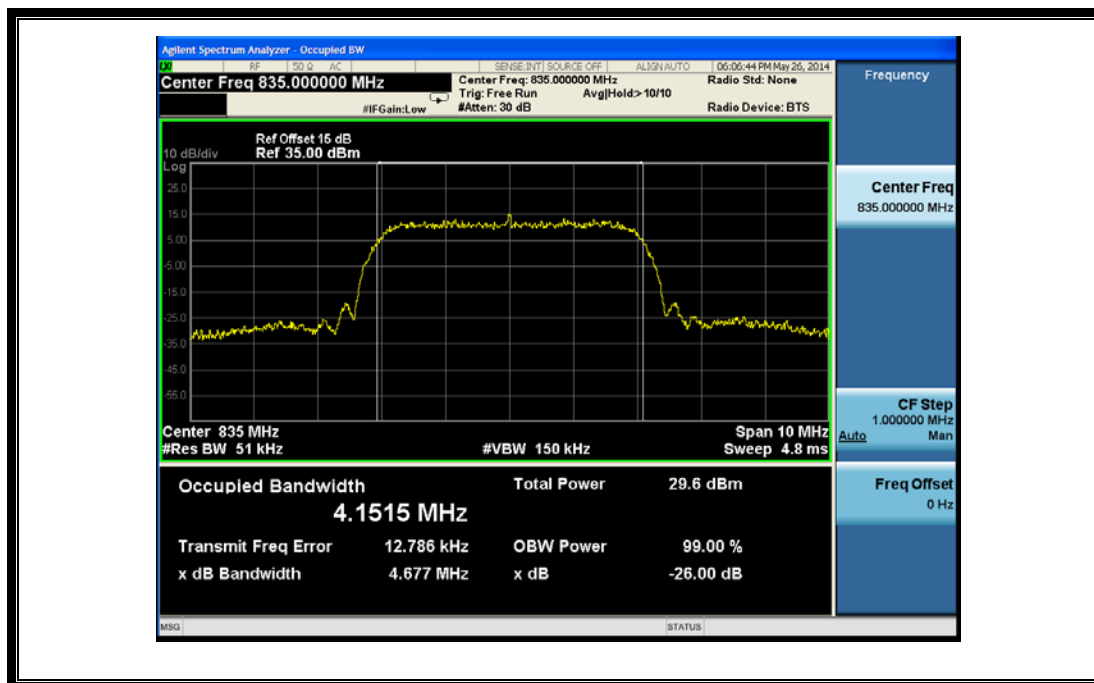 Agilent Spectrum Analyzer - Occupied BW
LXI RF 50 Ω AC SENSE:INT SOURCE OFF ALIGN AUTO 06:06:44 PM May 26, 2014
Center Freq 835.000000 MHz
Center Freq: 835.000000 MHz
Radio Std: None
Trig: Free Run Avg|Hold:> 10/10
#IFGain:Low
#Atten: 30 dB
Radio Device: BTS
Ref Offset 15 dB
10 dB/div Ref 35.00 dBm
Log
25.0
15.0
5.00
-5.00
-15.0
-25.0
-35.0
-45.0
-55.0
Center 835 MHz Span 10 MHz
#Res BW 51 kHz #VBW 150 kHz Sweep 4.8 ms
Occupied Bandwidth
4.1515 MHz
Total Power 29.6 dBm
Transmit Freq Error 12.786 kHz OBW Power 99.00 %
x dB Bandwidth 4.677 MHz x dB -26.00 dB
MSG STATUS
Frequency
Center Freq
835.000000 MHz
CF Step
1.000000 MHz
Auto Man
Freq Offset
0 Hz